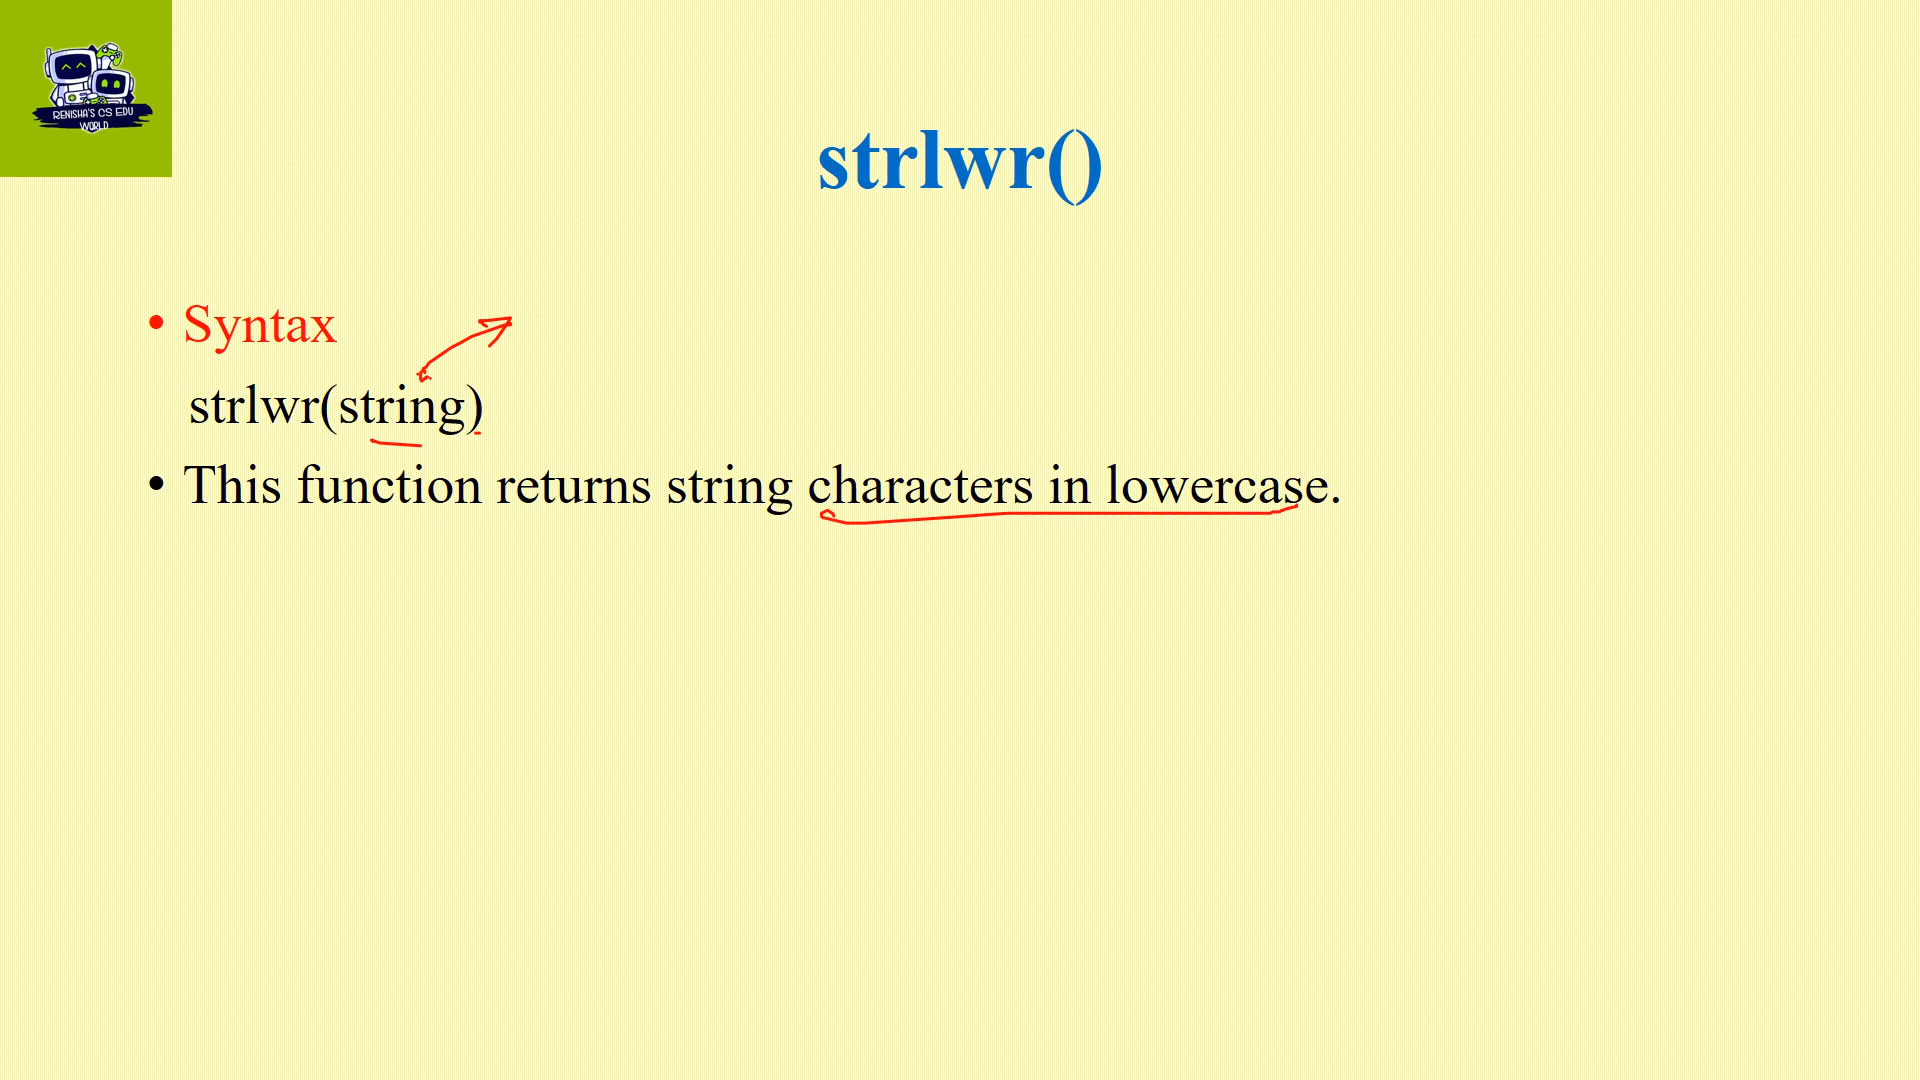 RENISHA'S CS EDU
WORLD
strlwr()
• Syntax
strlwr(string)
• This function returns string characters in lowercase.